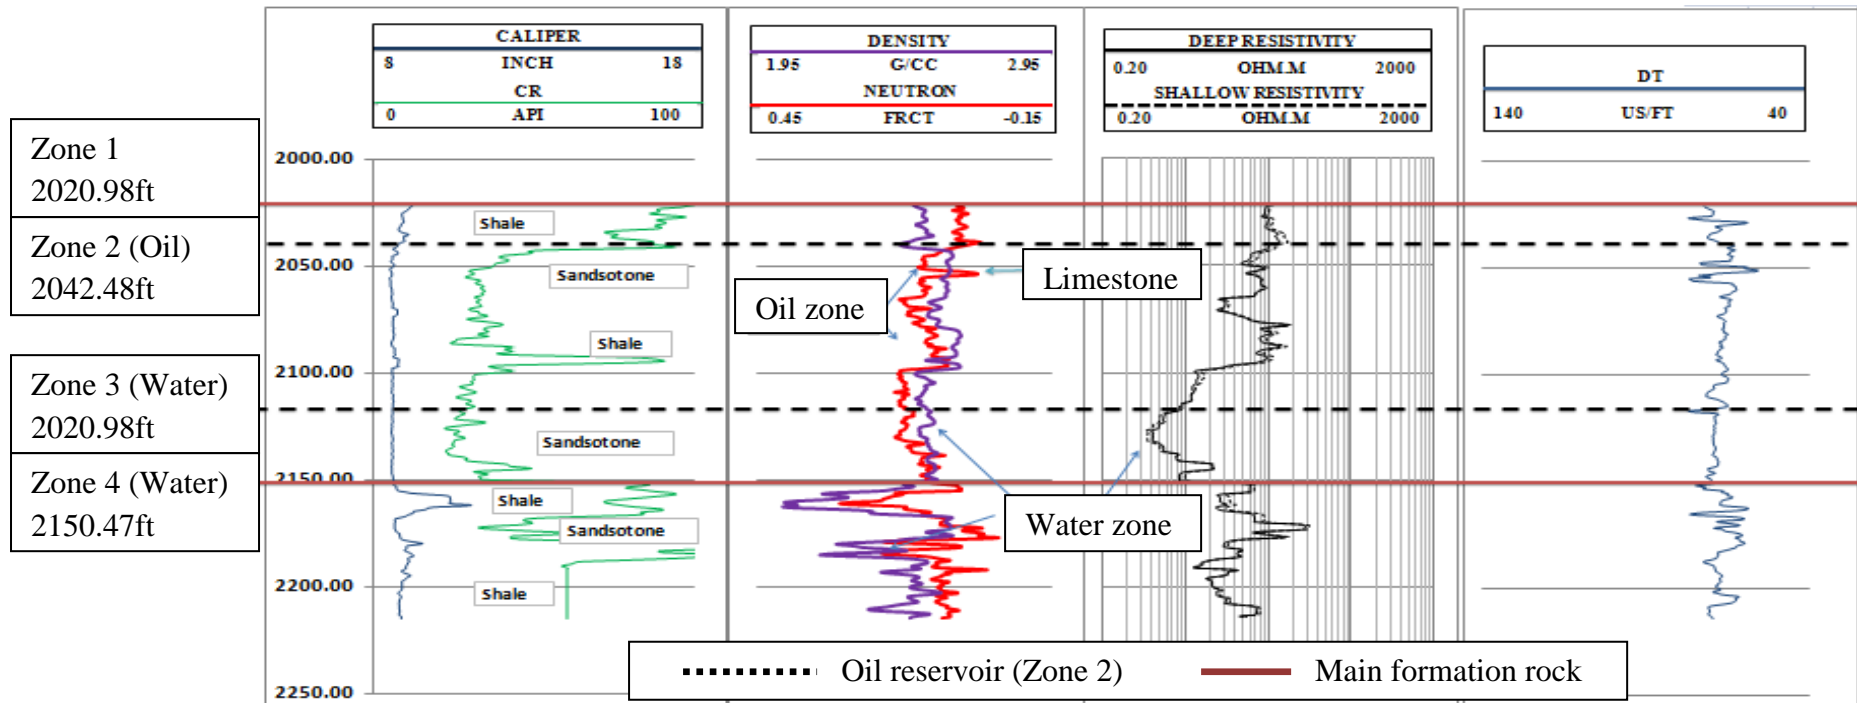 CALIPER
8 INCH 18
CR
0 API 100
DENSITY
1.95 G/CC 2.95
NEUTRON
0.45 FRCT -0.15
DEEP RESISTIVITY
0.20 OHM.M 2000
SHALLOW RESISTIVITY
0.20 OHM.M 2000
DT
140 US/FT 40
Zone 1
2020.98ft
Zone 2 (Oil)
2042.48ft
Zone 3 (Water)
2020.98ft
Zone 4 (Water)
2150.47ft
2000.00
2050.00
2100.00
2150.00
2200.00
2250.00
Shale
Sandsotone
Shale
Sandsotone
Shale
Sandsotone
Shale
Oil zone
Limestone
Water zone
Oil reservoir (Zone 2) Main formation rock